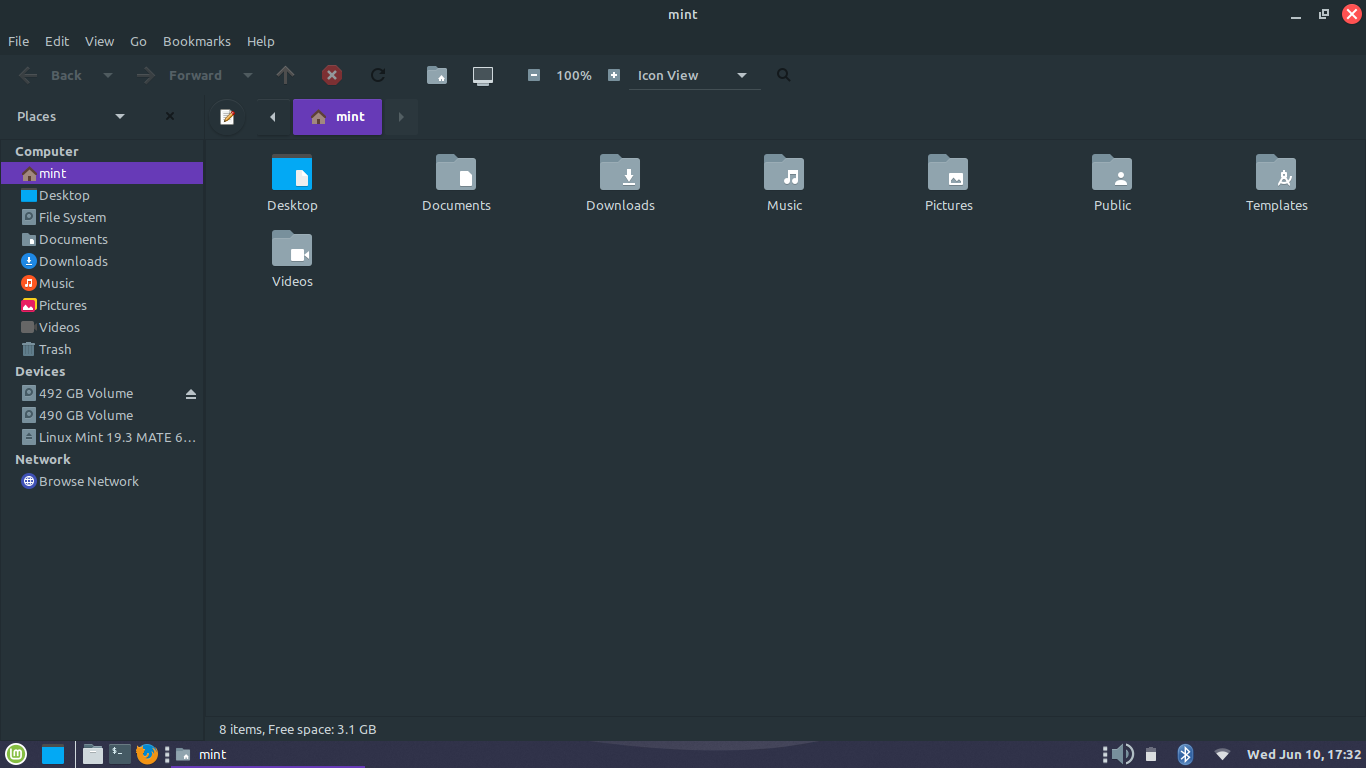 mint
File Edit View Go Bookmarks Help
Back Forward 100% Icon View
Places mint
Computer
mint
Desktop
File System
Documents
Downloads
Music
Pictures
Videos
Trash
Devices
492 GB Volume
490 GB Volume
Linux Mint 19.3 MATE 6...
Network
Browse Network
Desktop Documents Downloads Music Pictures Public Templates
Videos
8 items, Free space: 3.1 GB
mint Wed Jun 10, 17:32